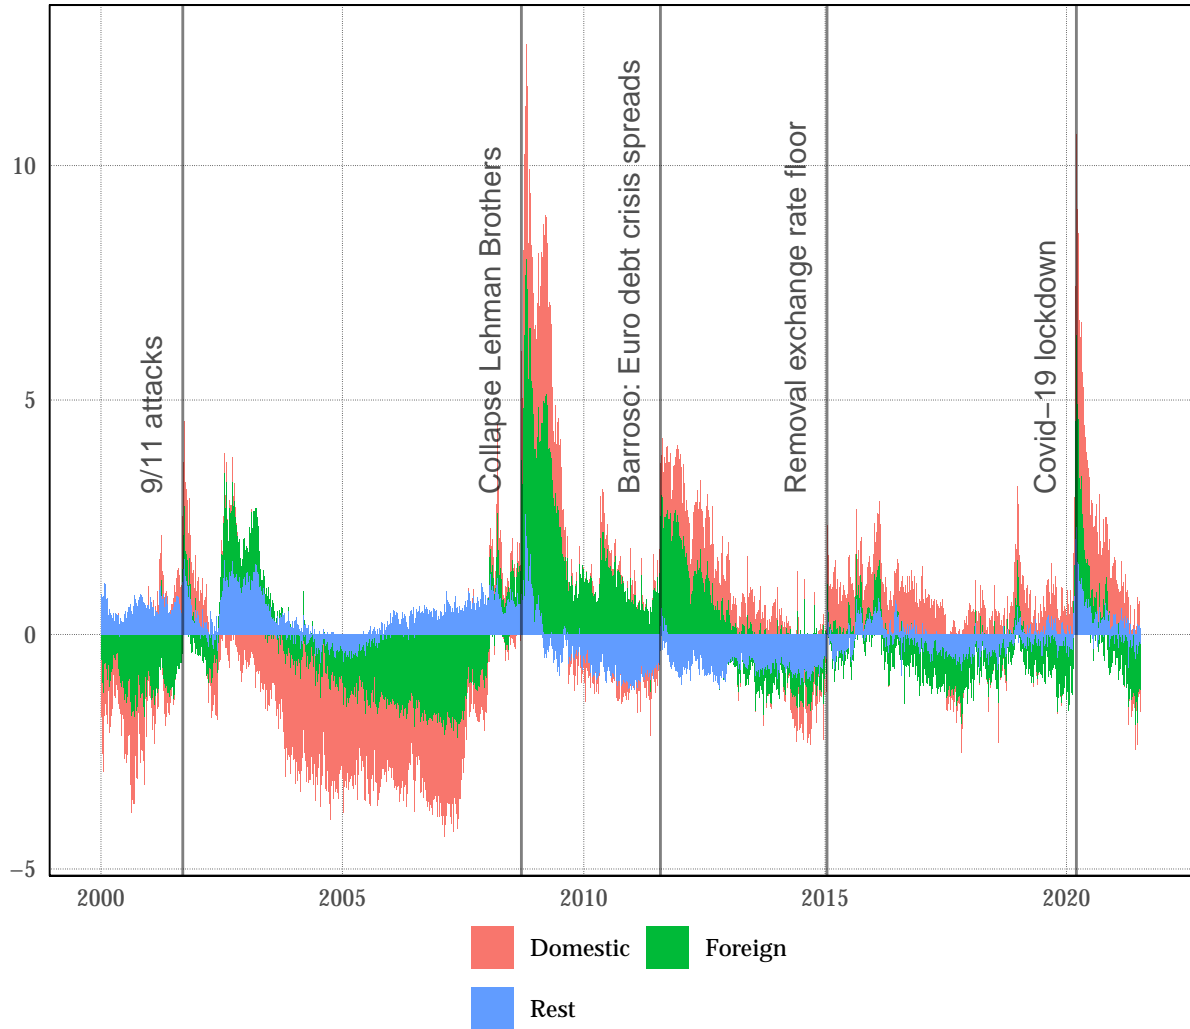 10
5
0
−5
9/11 attacks
Collapse Lehman Brothers
Barroso: Euro debt crisis spreads
Removal exchange rate floor
Covid−19 lockdown
2000
2005
2010
2015
2020
Domestic
Foreign
Rest